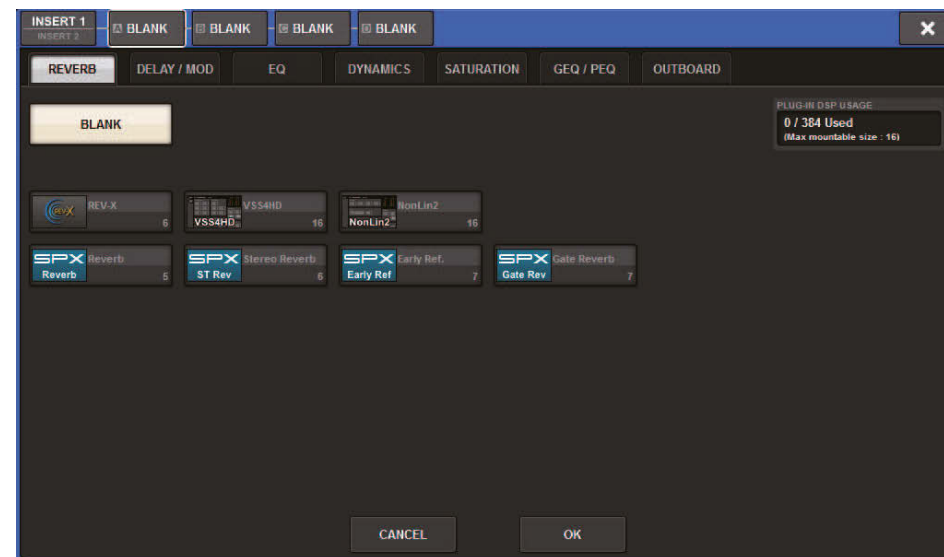 INSERT 1 A BLANK B BLANK C BLANK D BLANK
INSERT 2
REVERB DELAY / MOD EQ DYNAMICS SATURATION GEQ / PEQ OUTBOARD
PLUG-IN DSP USAGE
BLANK
0 / 384 Used
(Max mountable size : 16)
REV-X REV-X 6
VSS4HD VSS4HD 16
NonLin2 NonLin2 16
SPX Reverb Reverb 5
SPX ST Rev Stereo Reverb 6
SPX Early Ref Early Ref. 7
SPX Gate Rev Gate Reverb 7
CANCEL OK